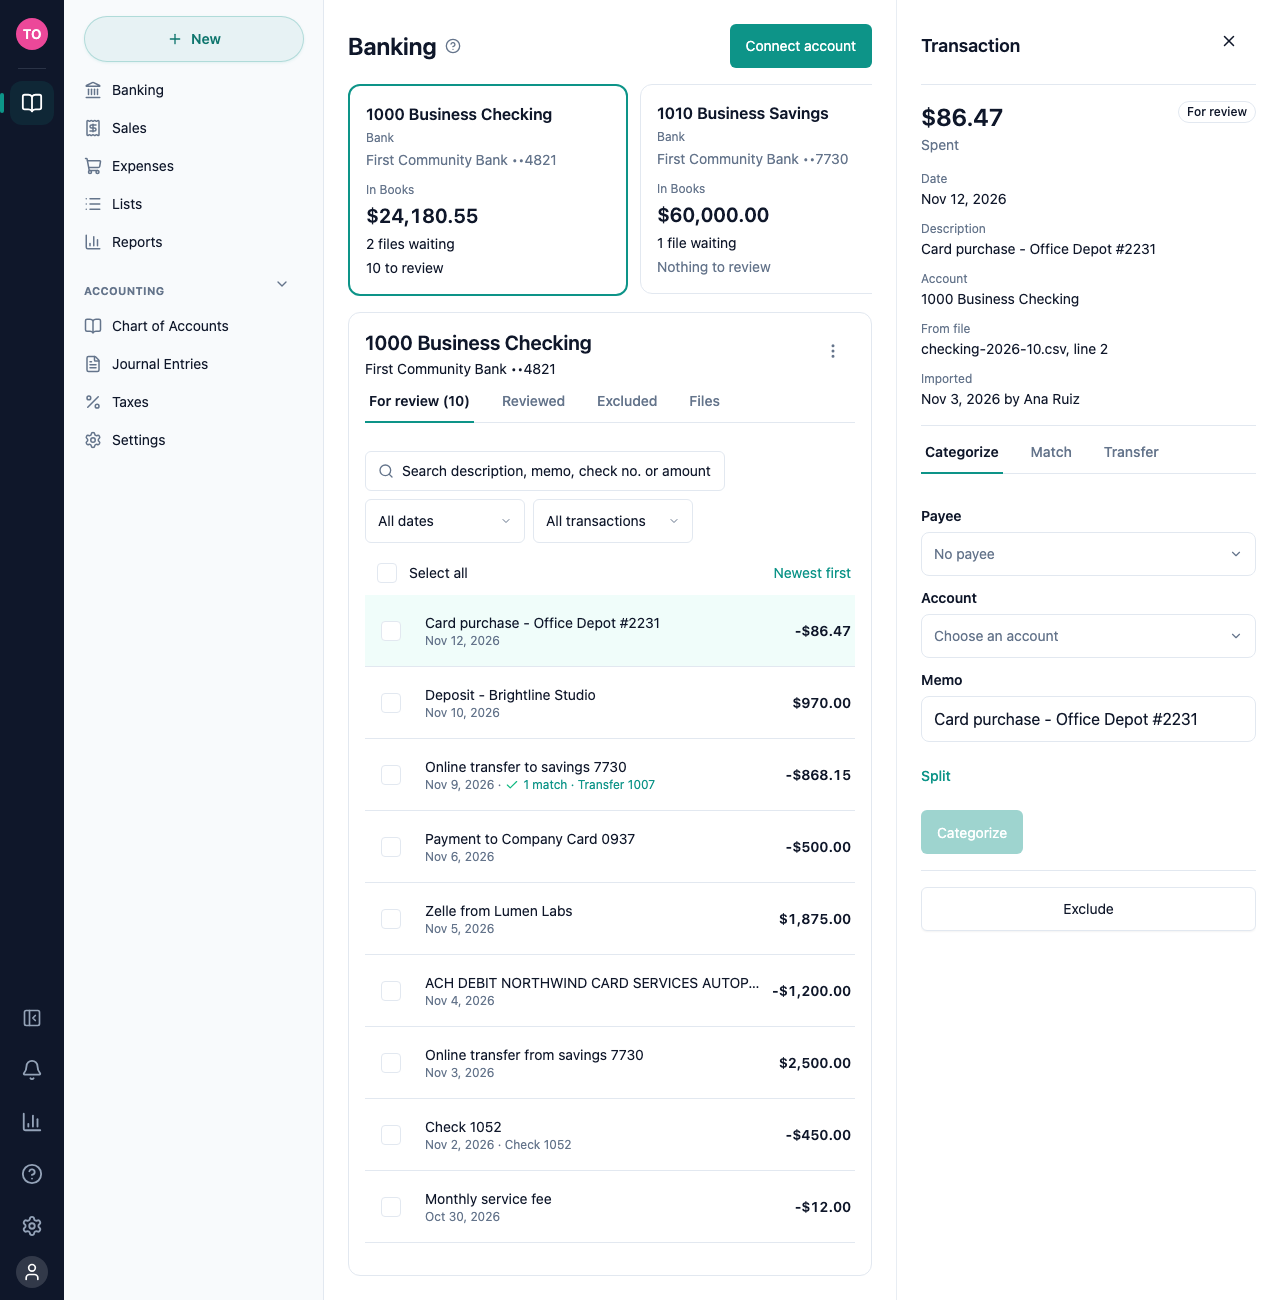 TO
New
Banking
Sales
Expenses
Lists
Reports
ACCOUNTING
Chart of Accounts
Journal Entries
Taxes
Settings
Banking
Connect account
1000 Business Checking
Bank
First Community Bank ••4821
In Books
$24,180.55
2 files waiting
10 to review
1010 Business Savings
Bank
First Community Bank ••7730
In Books
$60,000.00
1 file waiting
Nothing to review
1000 Business Checking
First Community Bank ••4821
For review (10) Reviewed Excluded Files
Search description, memo, check no. or amount
All dates All transactions
Select all Newest first
Card purchase - Office Depot #2231 -$86.47
Nov 12, 2026
Deposit - Brightline Studio $970.00
Nov 10, 2026
Online transfer to savings 7730 -$868.15
Nov 9, 2026 · 1 match · Transfer 1007
Payment to Company Card 0937 -$500.00
Nov 6, 2026
Zelle from Lumen Labs $1,875.00
Nov 5, 2026
ACH DEBIT NORTHWIND CARD SERVICES AUTOP... -$1,200.00
Nov 4, 2026
Online transfer from savings 7730 $2,500.00
Nov 3, 2026
Check 1052 -$450.00
Nov 2, 2026 · Check 1052
Monthly service fee -$12.00
Oct 30, 2026
Transaction
$86.47 For review
Spent
Date
Nov 12, 2026
Description
Card purchase - Office Depot #2231
Account
1000 Business Checking
From file
checking-2026-10.csv, line 2
Imported
Nov 3, 2026 by Ana Ruiz
Categorize Match Transfer
Payee
No payee
Account
Choose an account
Memo
Card purchase - Office Depot #2231
Split
Categorize
Exclude